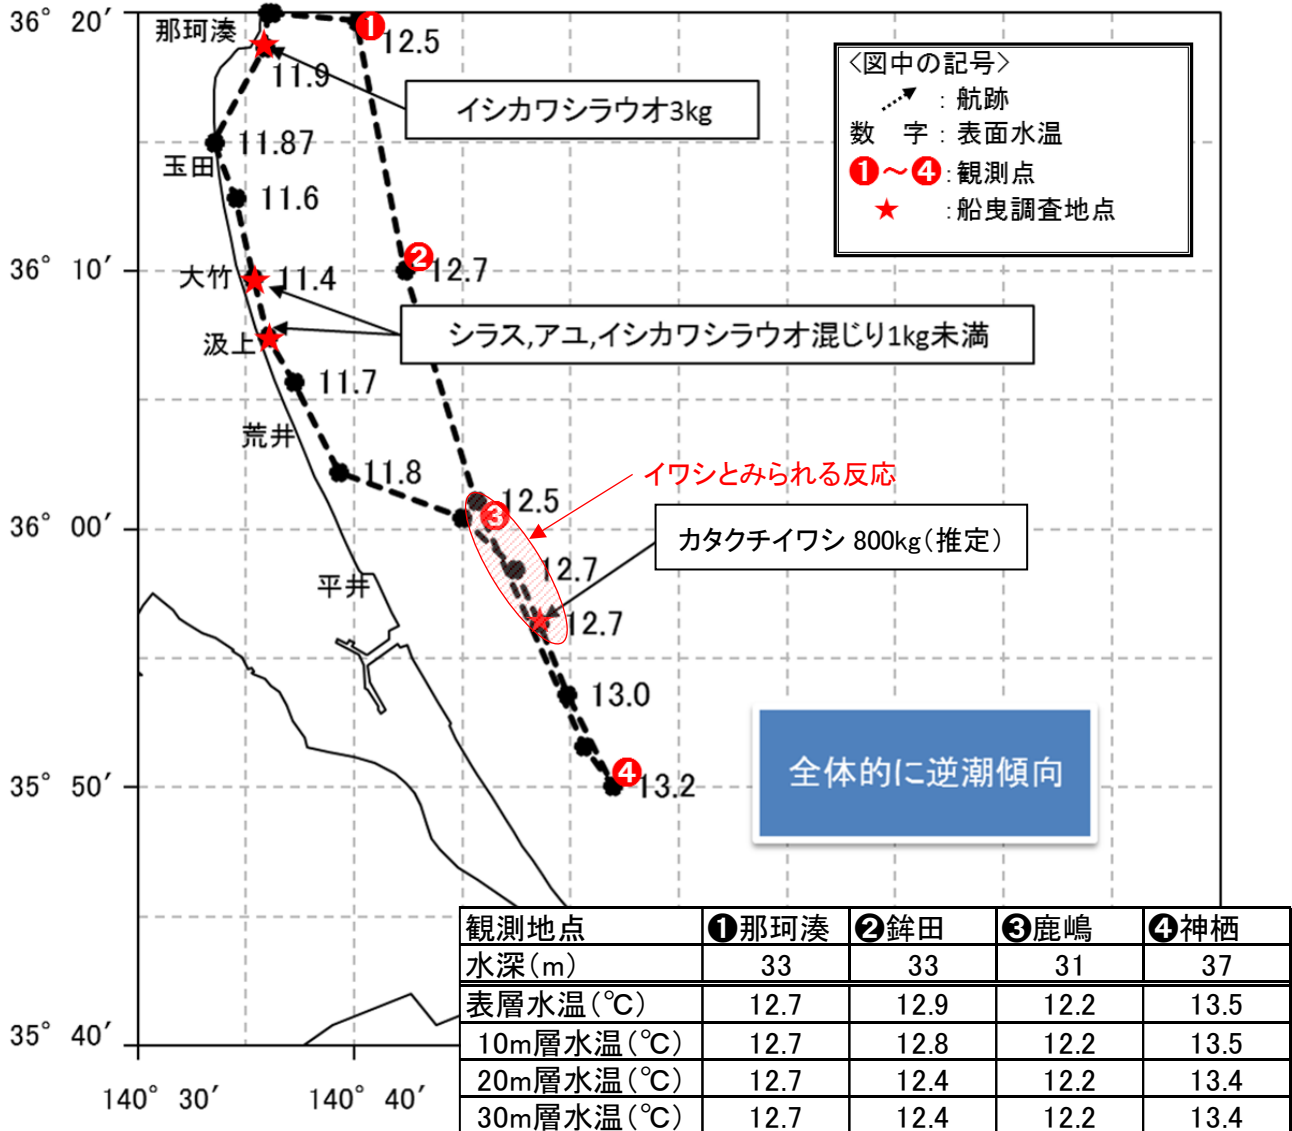 36° 20′
那珂湊
❶
12.5
11.9
イシカワシラウオ3kg
<図中の記号>
：航跡
数　字：表面水温
❶～❹：観測点
★　：船曳調査地点
11.87
玉田
11.6
36° 10′
大竹
11.4
❷
12.7
シラス,アユ,イシカワシラウオ混じり1kg未満
汲上
11.7
荒井
11.8
イワシとみられる反応
12.5
❸
36° 00′
カタクチイワシ 800kg（推定）
12.7
平井
12.7
13.0
全体的に逆潮傾向
❹
35° 50′
13.2
観測地点 ❶那珂湊 ❷鉾田 ❸鹿嶋 ❹神栖
水深（m） 33 33 31 37
表層水温（℃） 12.7 12.9 12.2 13.5
10m層水温（℃） 12.7 12.8 12.2 13.5
20m層水温（℃） 12.7 12.4 12.2 13.4
30m層水温（℃） 12.7 12.4 12.2 13.4
35° 40′
140° 30′
140° 40′